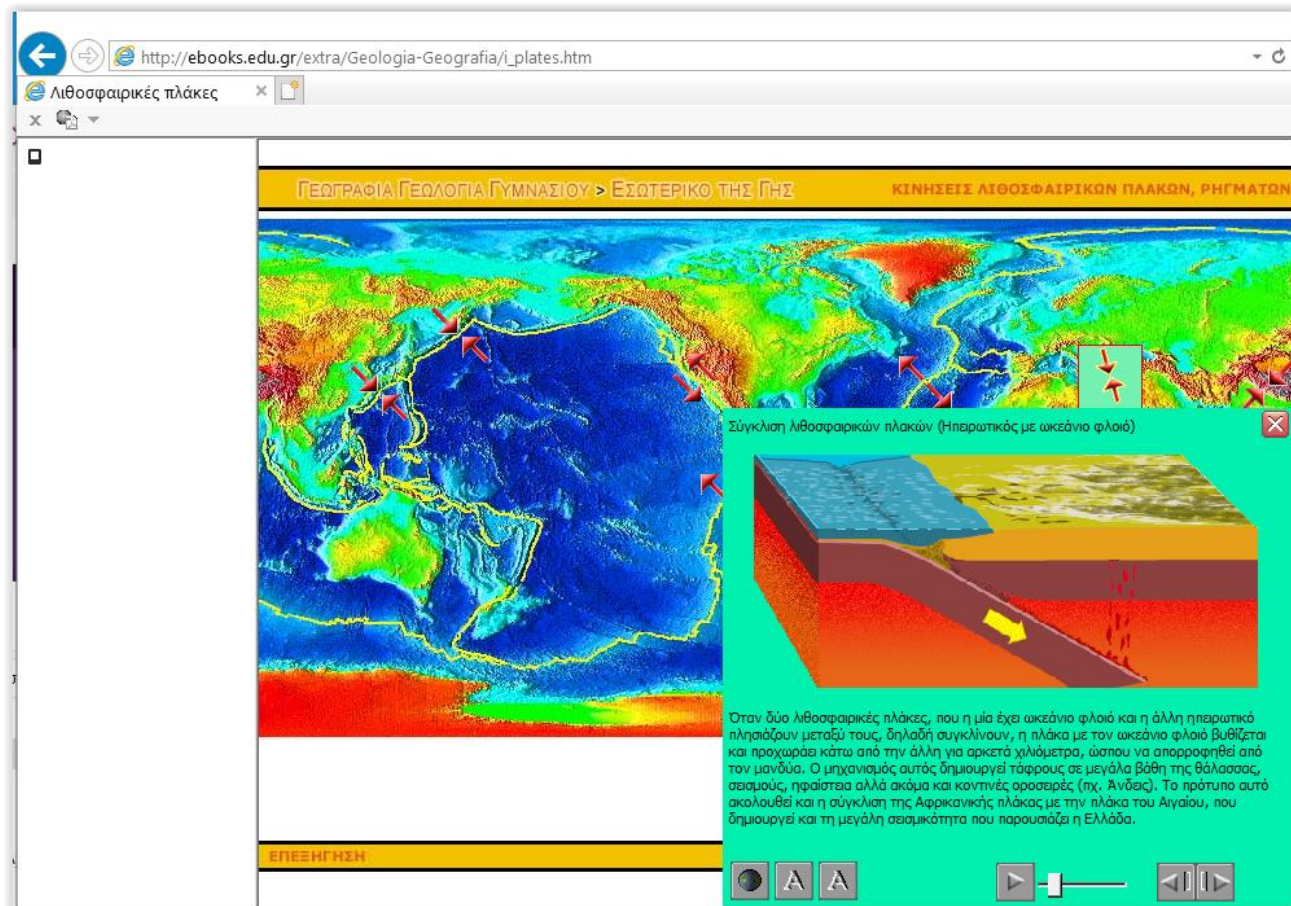 http://ebooks.edu.gr/extra/Geologia-Geografia/i_plates.htm
Λιθοσφαιρικές πλάκες
ΓΕΩΓΡΑΦΙΑ ΓΕΩΛΟΓΙΑ ΓΥΜΝΑΣΙΟΥ > ΕΣΩΤΕΡΙΚΟ ΤΗΣ ΓΗΣ
ΚΙΝΗΣΕΙΣ ΛΙΘΟΣΦΑΙΡΙΚΩΝ ΠΛΑΚΩΝ, ΡΗΓΜΑΤΩΝ
Σύγκλιση λιθοσφαιρικών πλακών (Ηπειρωτικός με ωκεάνιο φλοιό)
Όταν δύο λιθοσφαιρικές πλάκες, που η μία έχει ωκεάνιο φλοιό και η άλλη ηπειρωτικό
πλησιάζουν μεταξύ τους, δηλαδή συγκλίνουν, η πλάκα με τον ωκεάνιο φλοιό βυθίζεται
και προχωράει κάτω από την άλλη για αρκετά χιλιόμετρα, ώσπου να απορροφηθεί από
τον μανδύα. Ο μηχανισμός αυτός δημιουργεί τάφρους σε μεγάλα βάθη της θάλασσας,
σεισμούς, ηφαίστεια αλλά ακόμα και κοντινές οροσειρές (πχ. Άνδεις). Το πρότυπο αυτό
ακολουθεί και η σύγκλιση της Αφρικανικής πλάκας με την πλάκα του Αιγαίου, που
δημιουργεί και τη μεγάλη σεισμικότητα που παρουσιάζει η Ελλάδα.
ΕΠΕΞΗΓΗΣΗ
A A